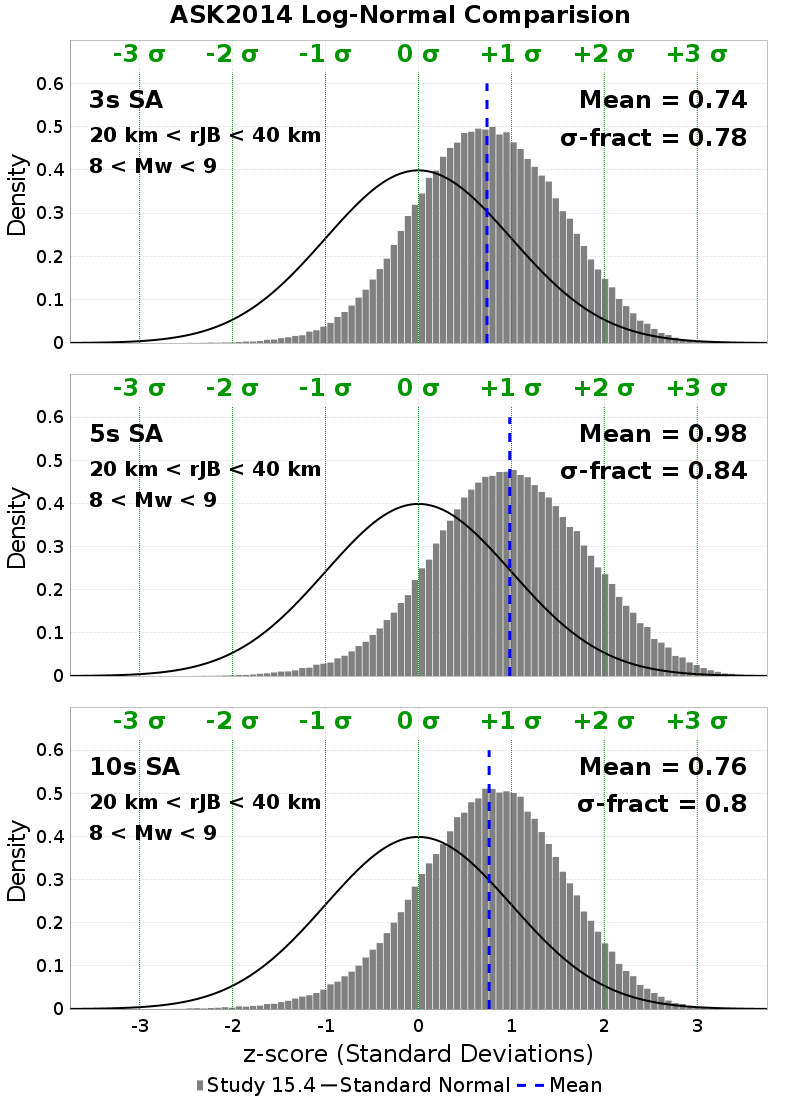 ASK2014 Log-Normal Comparision
-3 σ -2 σ -1 σ 0 σ +1 σ +2 σ +3 σ
0.6
3s SA Mean = 0.74
0.5
20 km < rJB < 40 km σ-fract = 0.78
8 < Mw < 9
0.4
Density
0.3
0.2
0.1
0
-3 σ -2 σ -1 σ 0 σ +1 σ +2 σ +3 σ
0.6
5s SA Mean = 0.98
0.5
20 km < rJB < 40 km σ-fract = 0.84
8 < Mw < 9
0.4
Density
0.3
0.2
0.1
0
-3 σ -2 σ -1 σ 0 σ +1 σ +2 σ +3 σ
0.6
10s SA Mean = 0.76
0.5
20 km < rJB < 40 km σ-fract = 0.8
8 < Mw < 9
0.4
Density
0.3
0.2
0.1
0
-3 -2 -1 0 1 2 3
z-score (Standard Deviations)
Study 15.4 Standard Normal Mean